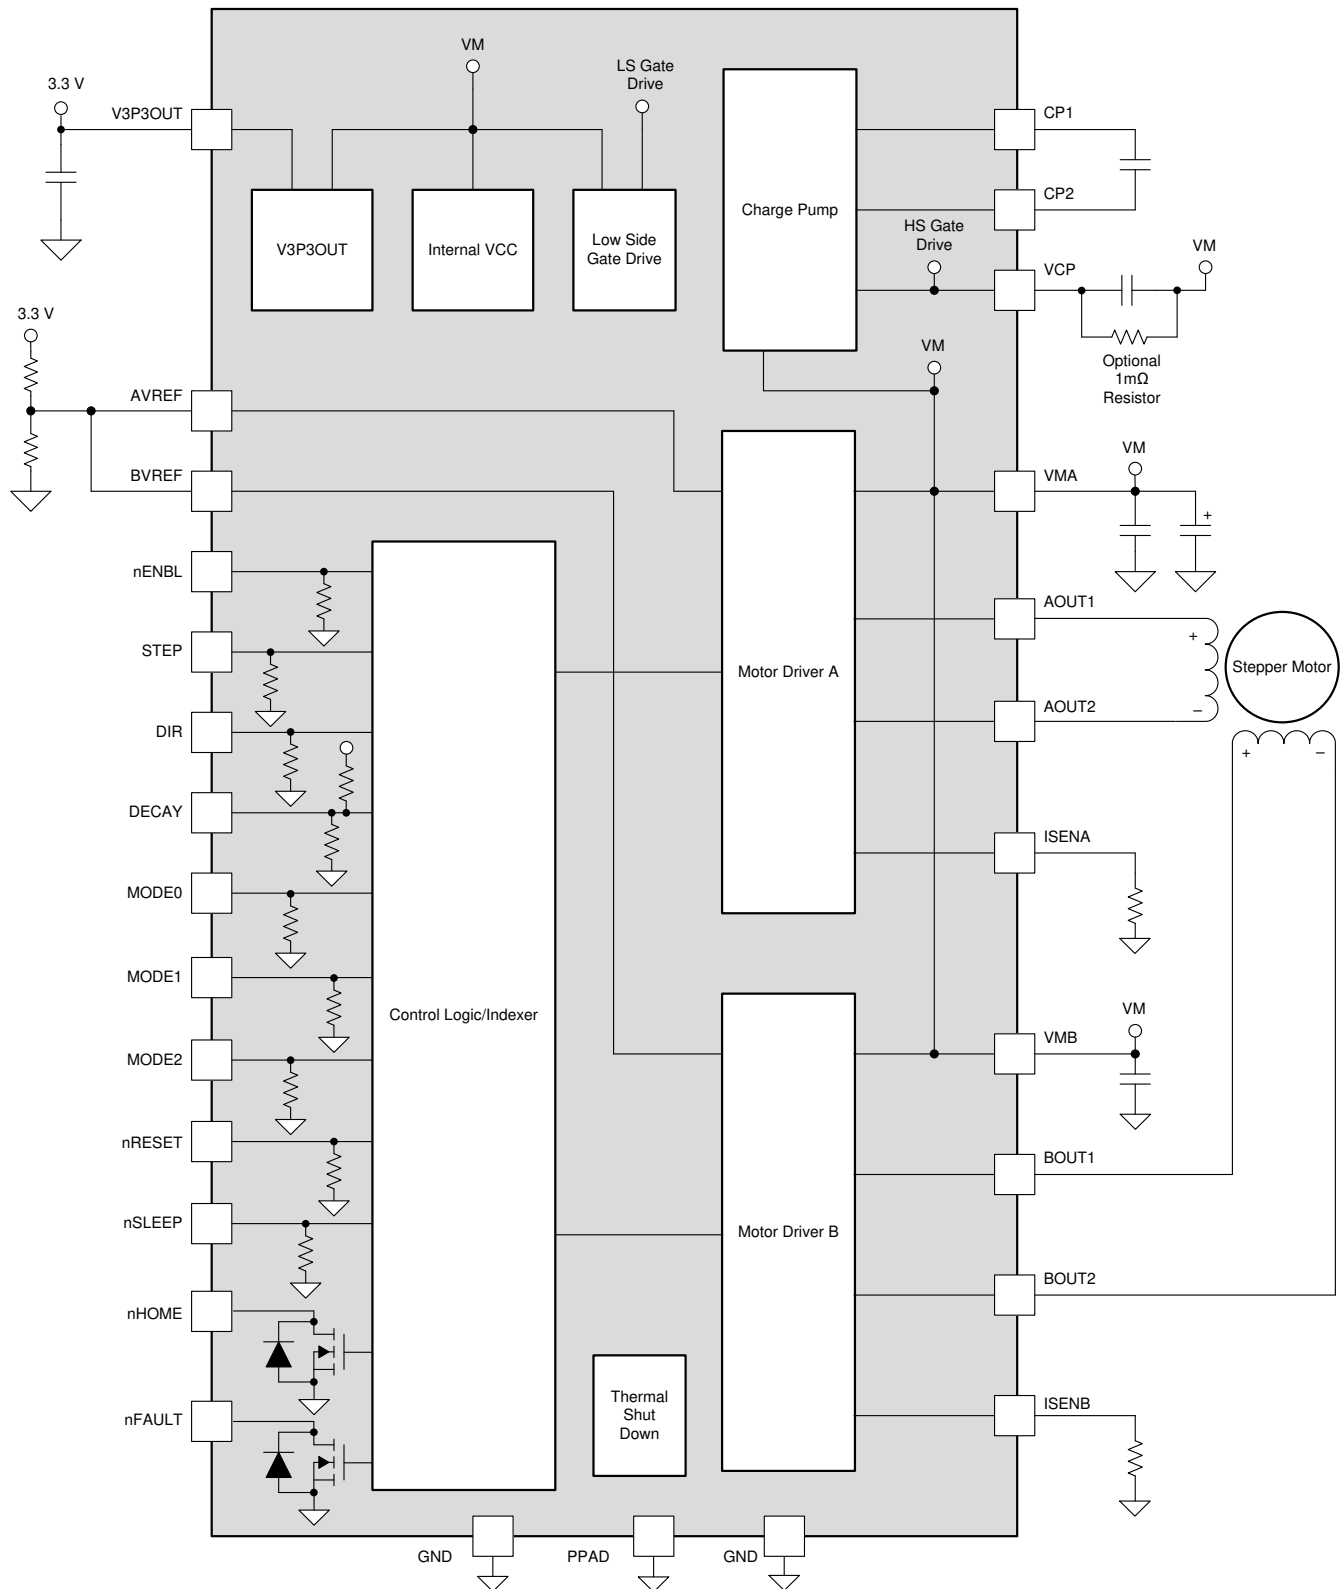 VM
LS Gate
Drive
3.3 V
V3P3OUT
CP1
CP2
Charge Pump
V3P3OUT
Internal VCC
Low Side
Gate Drive
HS Gate
Drive
VCP
VM
Optional
1mΩ
Resistor
3.3 V
VM
AVREF
BVREF
VM
VMA
+
nENBL
STEP
DIR
DECAY
MODE0
MODE1
MODE2
nRESET
nSLEEP
nHOME
nFAULT
Control Logic/Indexer
Motor Driver A
AOUT1
+
Stepper Motor
AOUT2
–
+
–
ISENA
VM
VMB
BOUT1
Motor Driver B
BOUT2
Thermal
Shut
Down
ISENB
GND
PPAD
GND